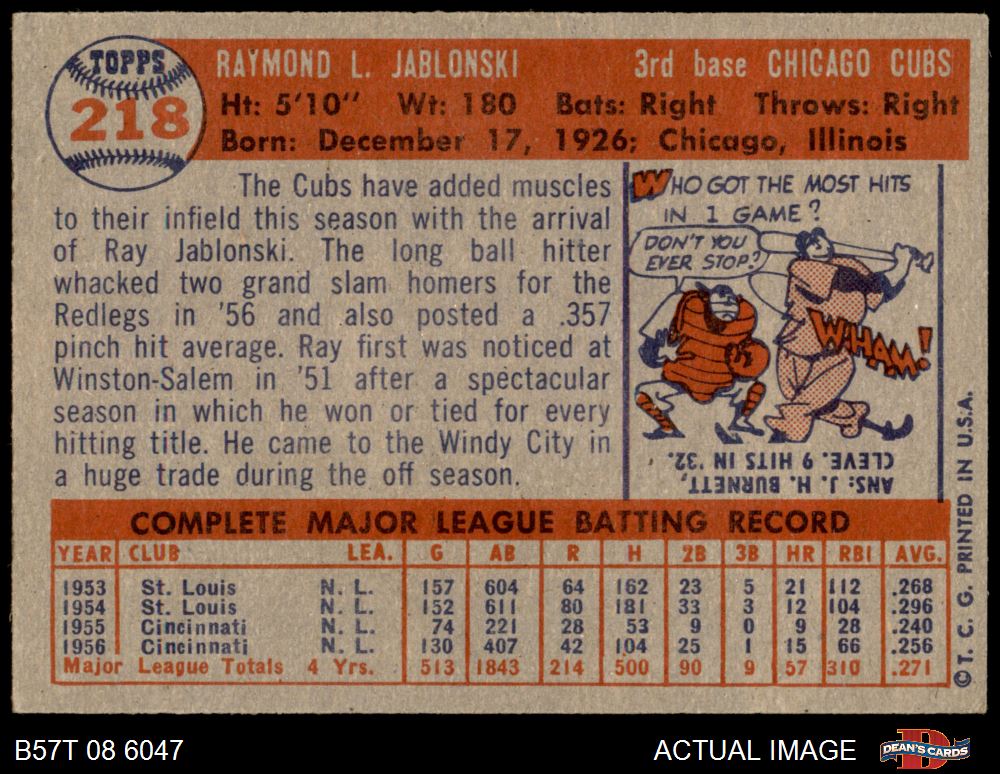 TOPPS
218
RAYMOND L. JABLONSKI 3rd base CHICAGO CUBS
Ht: 5'10" Wt: 180 Bats: Right Throws: Right
Born: December 17, 1926; Chicago, Illinois
The Cubs have added muscles
to their infield this season with the arrival
of Ray Jablonski. The long ball hitter
whacked two grand slam homers for the
Redlegs in '56 and also posted a .357
pinch hit average. Ray first was noticed at
Winston-Salem in '51 after a spectacular
season in which he won or tied for every
hitting title. He came to the Windy City in
a huge trade during the off season.
WHO GOT THE MOST HITS
IN 1 GAME?
DON'T YOU
EVER STOP?
WHAM!
ANS: J. H. BURNETT,
CLEVE. 9 HITS IN '32.
COMPLETE MAJOR LEAGUE BATTING RECORD
YEAR CLUB LEA. G AB R H 2B 3B HR RBI AVG.
1953 St. Louis N. L. 157 604 64 162 23 5 21 112 .268
1954 St. Louis N. L. 152 611 80 181 33 3 12 104 .296
1955 Cincinnati N. L. 74 221 28 53 9 0 9 28 .240
1956 Cincinnati N. L. 130 407 42 104 25 1 15 66 .256
Major League Totals 4 Yrs. 513 1843 214 500 90 9 57 310 .271
©T. C. G. PRINTED IN U.S.A.
B57T 08 6047 ACTUAL IMAGE
DEAN'S CARDS